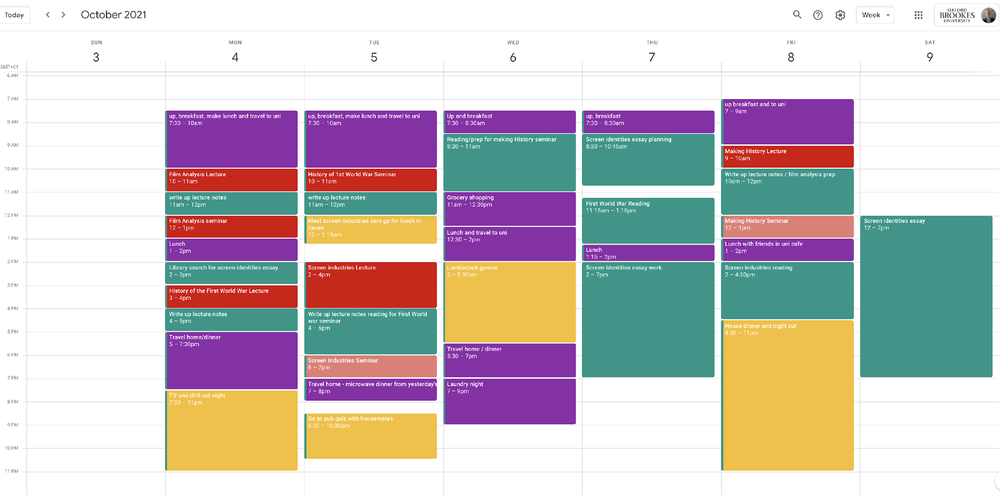 Today
October 2021
Week
OXFORD
BROOKES
UNIVERSITY
SUN
3
MON
4
TUE
5
WED
6
THU
7
FRI
8
SAT
9
GMT+01
6 AM
7 AM
8 AM
9 AM
10 AM
11 AM
12 PM
1 PM
2 PM
3 PM
4 PM
5 PM
6 PM
7 PM
8 PM
9 PM
10 PM
11 PM
up, breakfast, make lunch and travel to uni
7:30 – 10am
Film Analysis Lecture
10 – 11am
write up lecture notes
11am – 12pm
Film Analysis seminar
12 – 1pm
Lunch
1 – 2pm
Library search for screen identities essay
2 – 3pm
History of the First World War Lecture
3 – 4pm
Write up lecture notes
4 – 5pm
Travel home/dinner
5 – 7:30pm
TV and chill out night
7:30 – 11pm
up, breakfast, make lunch and travel to uni
7:30 – 10am
History of 1st World War Seminar
10 – 11am
write up lecture notes
11am – 12pm
Meet screen industries sem gp for lunch in
forum
12 – 1:15pm
Screen industries Lecture
2 – 4pm
Write up lecture notes reading for First World
war seminar
4 – 6pm
Screen Industries Seminar
6 – 7pm
Travel home - microwave dinner from yesterday's
7 – 8pm
Go to pub quiz with housemates
8:30 – 10:30pm
Up and breakfast
7:30 – 8:30am
Reading/prep for making History seminar
8:30 – 11am
Grocery shopping
11am – 12:30pm
Lunch and travel to uni
12:30 – 2pm
Lumberjack games
2 – 5:30pm
Travel home / dinner
5:30 – 7pm
Laundry night
7 – 9pm
up, breakfast
7:30 – 8:30am
Screen identities essay planning
8:30 – 10:45am
First World War Reading
11:15am – 1:15pm
Lunch
1:15 – 2pm
Screen Identities essay work
2 – 7pm
up breakfast and to uni
7 – 9am
Making History Lecture
9 – 10am
Write up lecture notes / film analysis prep
10am – 12pm
Making History Seminar
12 – 1pm
Lunch with friends in uni cafe
1 – 2pm
Screen industries reading
2 – 4:30pm
House dinner and night out
4:30 – 11pm
Screen identities essay
12 – 7pm